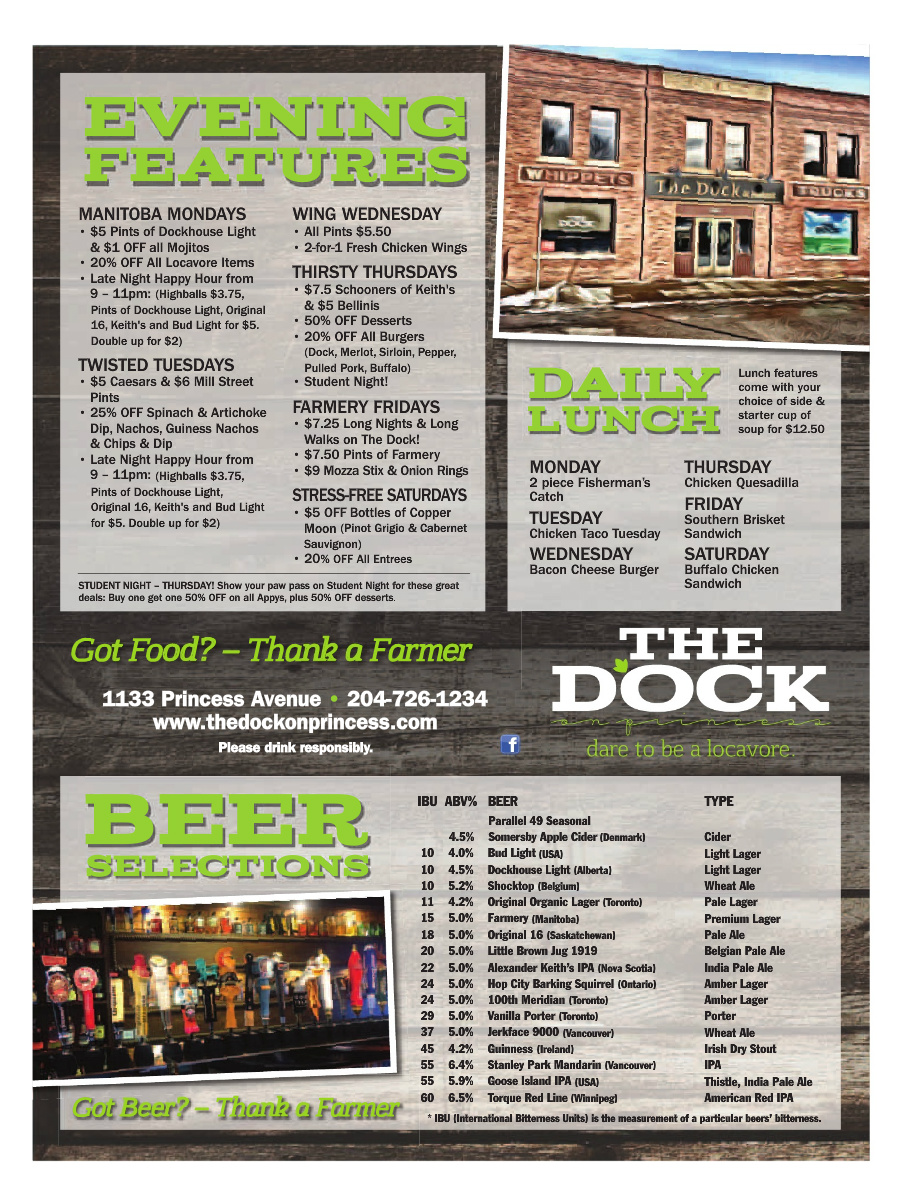 EVENING
FEATURES
MANITOBA MONDAYS
• $5 Pints of Dockhouse Light
& $1 OFF all Mojitos
• 20% OFF All Locavore Items
• Late Night Happy Hour from
9 – 11pm: (Highballs $3.75,
Pints of Dockhouse Light, Original
16, Keith's and Bud Light for $5.
Double up for $2)
TWISTED TUESDAYS
• $5 Caesars & $6 Mill Street
Pints
• 25% OFF Spinach & Artichoke
Dip, Nachos, Guiness Nachos
& Chips & Dip
• Late Night Happy Hour from
9 – 11pm: (Highballs $3.75,
Pints of Dockhouse Light,
Original 16, Keith's and Bud Light
for $5. Double up for $2)
WING WEDNESDAY
• All Pints $5.50
• 2-for-1 Fresh Chicken Wings
THIRSTY THURSDAYS
• $7.5 Schooners of Keith's
& $5 Bellinis
• 50% OFF Desserts
• 20% OFF All Burgers
(Dock, Merlot, Sirloin, Pepper,
Pulled Pork, Buffalo)
• Student Night!
FARMERY FRIDAYS
• $7.25 Long Nights & Long
Walks on The Dock!
• $7.50 Pints of Farmery
• $9 Mozza Stix & Onion Rings
STRESS-FREE SATURDAYS
• $5 OFF Bottles of Copper
Moon (Pinot Grigio & Cabernet
Sauvignon)
• 20% OFF All Entrees
STUDENT NIGHT – THURSDAY! Show your paw pass on Student Night for these great
deals: Buy one get one 50% OFF on all Appys, plus 50% OFF desserts.
WHIPPETS
The Dock
TRUCKS
DOCK
DAILY
LUNCH
Lunch features
come with your
choice of side &
starter cup of
soup for $12.50
MONDAY
2 piece Fisherman's
Catch
TUESDAY
Chicken Taco Tuesday
WEDNESDAY
Bacon Cheese Burger
THURSDAY
Chicken Quesadilla
FRIDAY
Southern Brisket
Sandwich
SATURDAY
Buffalo Chicken
Sandwich
Got Food? – Thank a Farmer
1133 Princess Avenue • 204-726-1234
www.thedockonprincess.com
Please drink responsibly.
f
THE
DOCK
on princess
dare to be a locavore.
BEER
SELECTIONS
IBU ABV% BEER TYPE
Parallel 49 Seasonal
4.5% Somersby Apple Cider (Denmark) Cider
10 4.0% Bud Light (USA) Light Lager
10 4.5% Dockhouse Light (Alberta) Light Lager
10 5.2% Shocktop (Belgium) Wheat Ale
11 4.2% Original Organic Lager (Toronto) Pale Lager
15 5.0% Farmery (Manitoba) Premium Lager
18 5.0% Original 16 (Saskatchewan) Pale Ale
20 5.0% Little Brown Jug 1919 Belgian Pale Ale
22 5.0% Alexander Keith's IPA (Nova Scotia) India Pale Ale
24 5.0% Hop City Barking Squirrel (Ontario) Amber Lager
24 5.0% 100th Meridian (Toronto) Amber Lager
29 5.0% Vanilla Porter (Toronto) Porter
37 5.0% Jerkface 9000 (Vancouver) Wheat Ale
45 4.2% Guinness (Ireland) Irish Dry Stout
55 6.4% Stanley Park Mandarin (Vancouver) IPA
55 5.9% Goose Island IPA (USA) Thistle, India Pale Ale
60 6.5% Torque Red Line (Winnipeg) American Red IPA
* IBU (International Bitterness Units) is the measurement of a particular beers' bitterness.
Got Beer? – Thank a Farmer